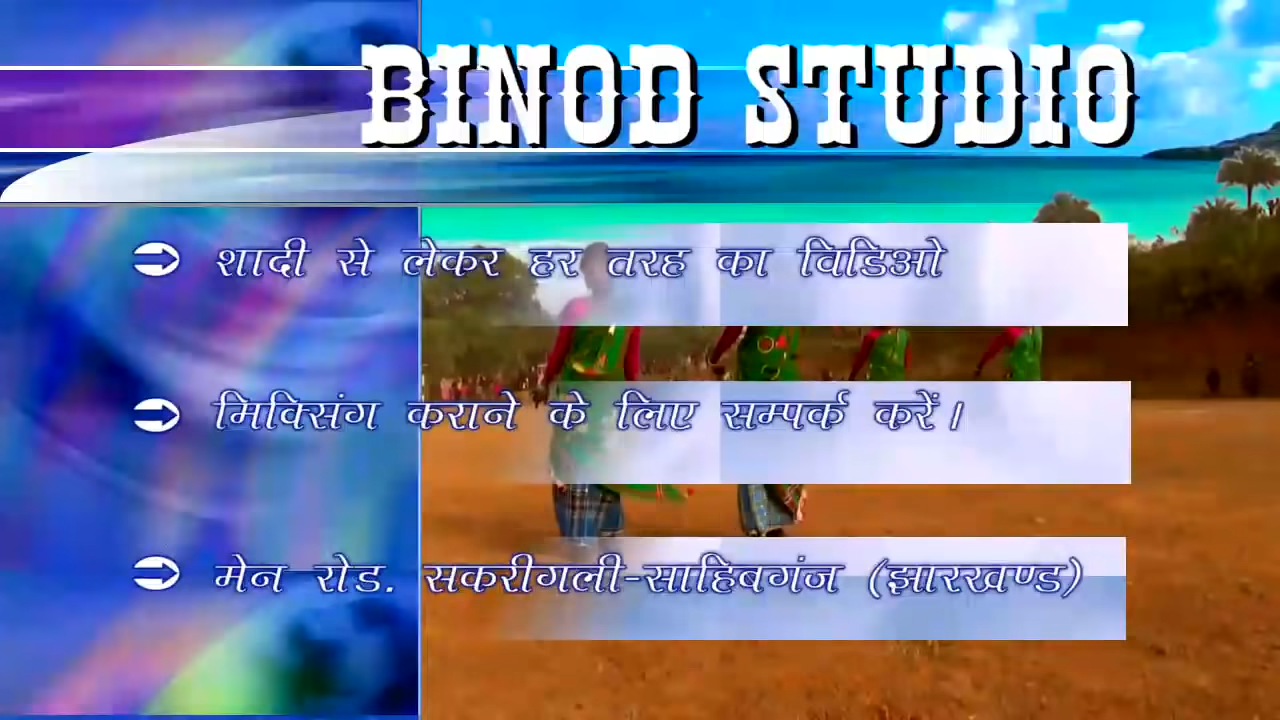 BINOD STUDIO
शादी से लेकर हर तरह का विडिओ
मिक्सिंग कराने के लिए सम्पर्क करें।
मेन रोड. सकरीगली-साहिबगंज (झारखण्ड)